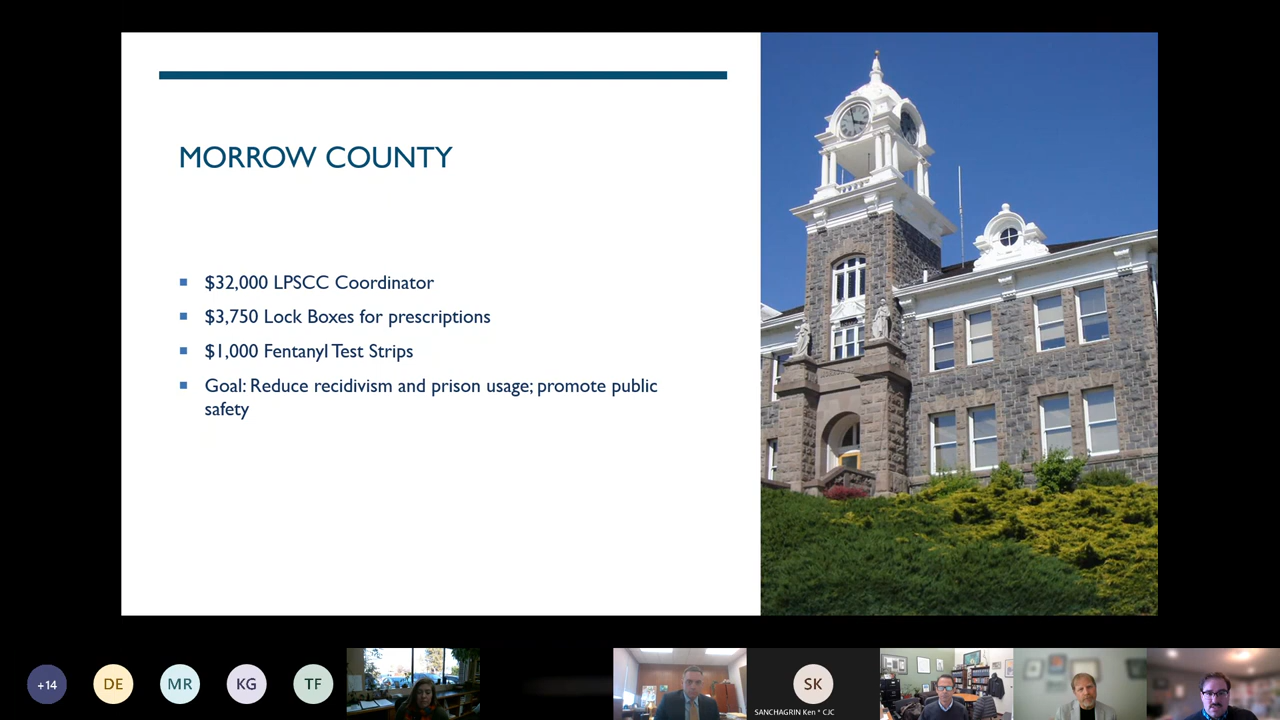 MORROW COUNTY
$32,000 LPSCC Coordinator
$3,750 Lock Boxes for prescriptions
$1,000 Fentanyl Test Strips
Goal: Reduce recidivism and prison usage; promote public
safety
+14
DE
MR
KG
TF
SK
SANCHAGRIN Ken * CJC